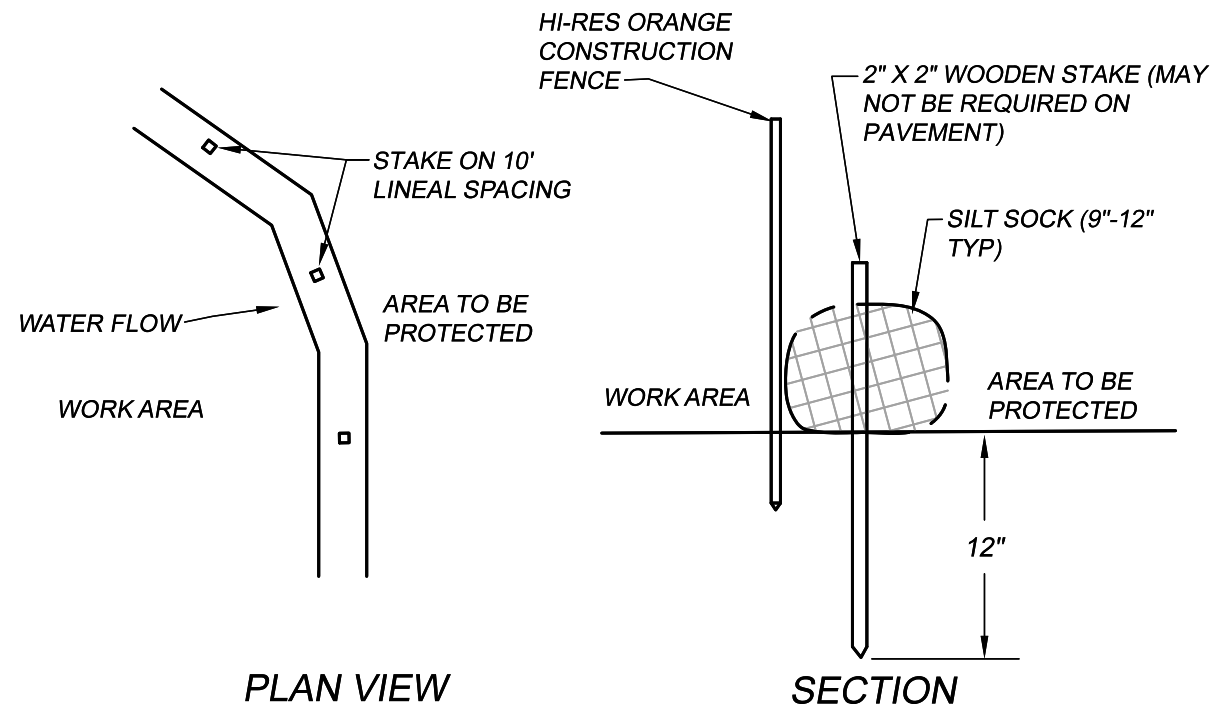 HI-RES ORANGE
CONSTRUCTION
FENCE
2" X 2" WOODEN STAKE (MAY
NOT BE REQUIRED ON
PAVEMENT)
STAKE ON 10'
LINEAL SPACING
SILT SOCK (9"-12"
TYP)
WATER FLOW
AREA TO BE
PROTECTED
WORK AREA
WORK AREA
AREA TO BE
PROTECTED
12"
PLAN VIEW
SECTION